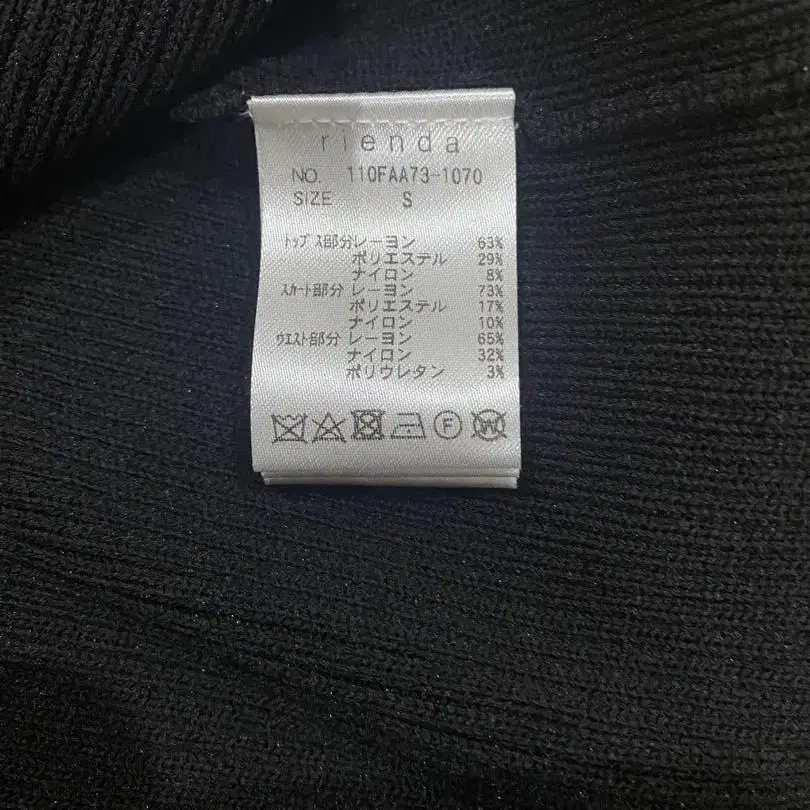 rienda
NO. 110FAA73-1070
SIZE S
ﾄｯﾌﾟｽ部分レーヨン 63%
ポリエステル 29%
ナイロン 8%
ｽｶｰﾄ部分 レーヨン 73%
ポリエステル 17%
ナイロン 10%
ｳｴｽﾄ部分 レーヨン 65%
ナイロン 32%
ポリウレタン 3%
F W